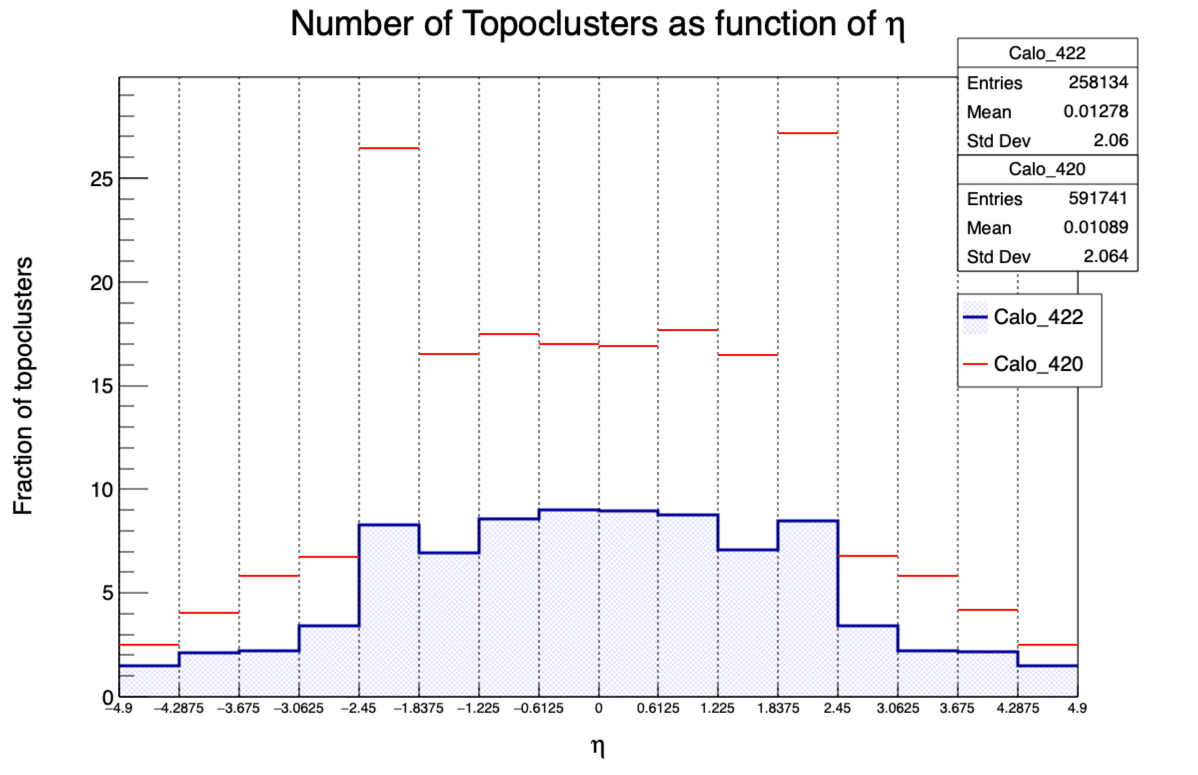 Number of Topoclusters as function of η
Calo_422
Entries 258134
Mean 0.01278
Std Dev 2.06
Calo_420
Entries 591741
Mean 0.01089
Std Dev 2.064
Calo_422
Calo_420
Fraction of topoclusters
25
20
15
10
5
0
−4.9 −4.2875 −3.675 −3.0625 −2.45 −1.8375 −1.225 −0.6125 0 0.6125 1.225 1.8375 2.45 3.0625 3.675 4.2875 4.9
η